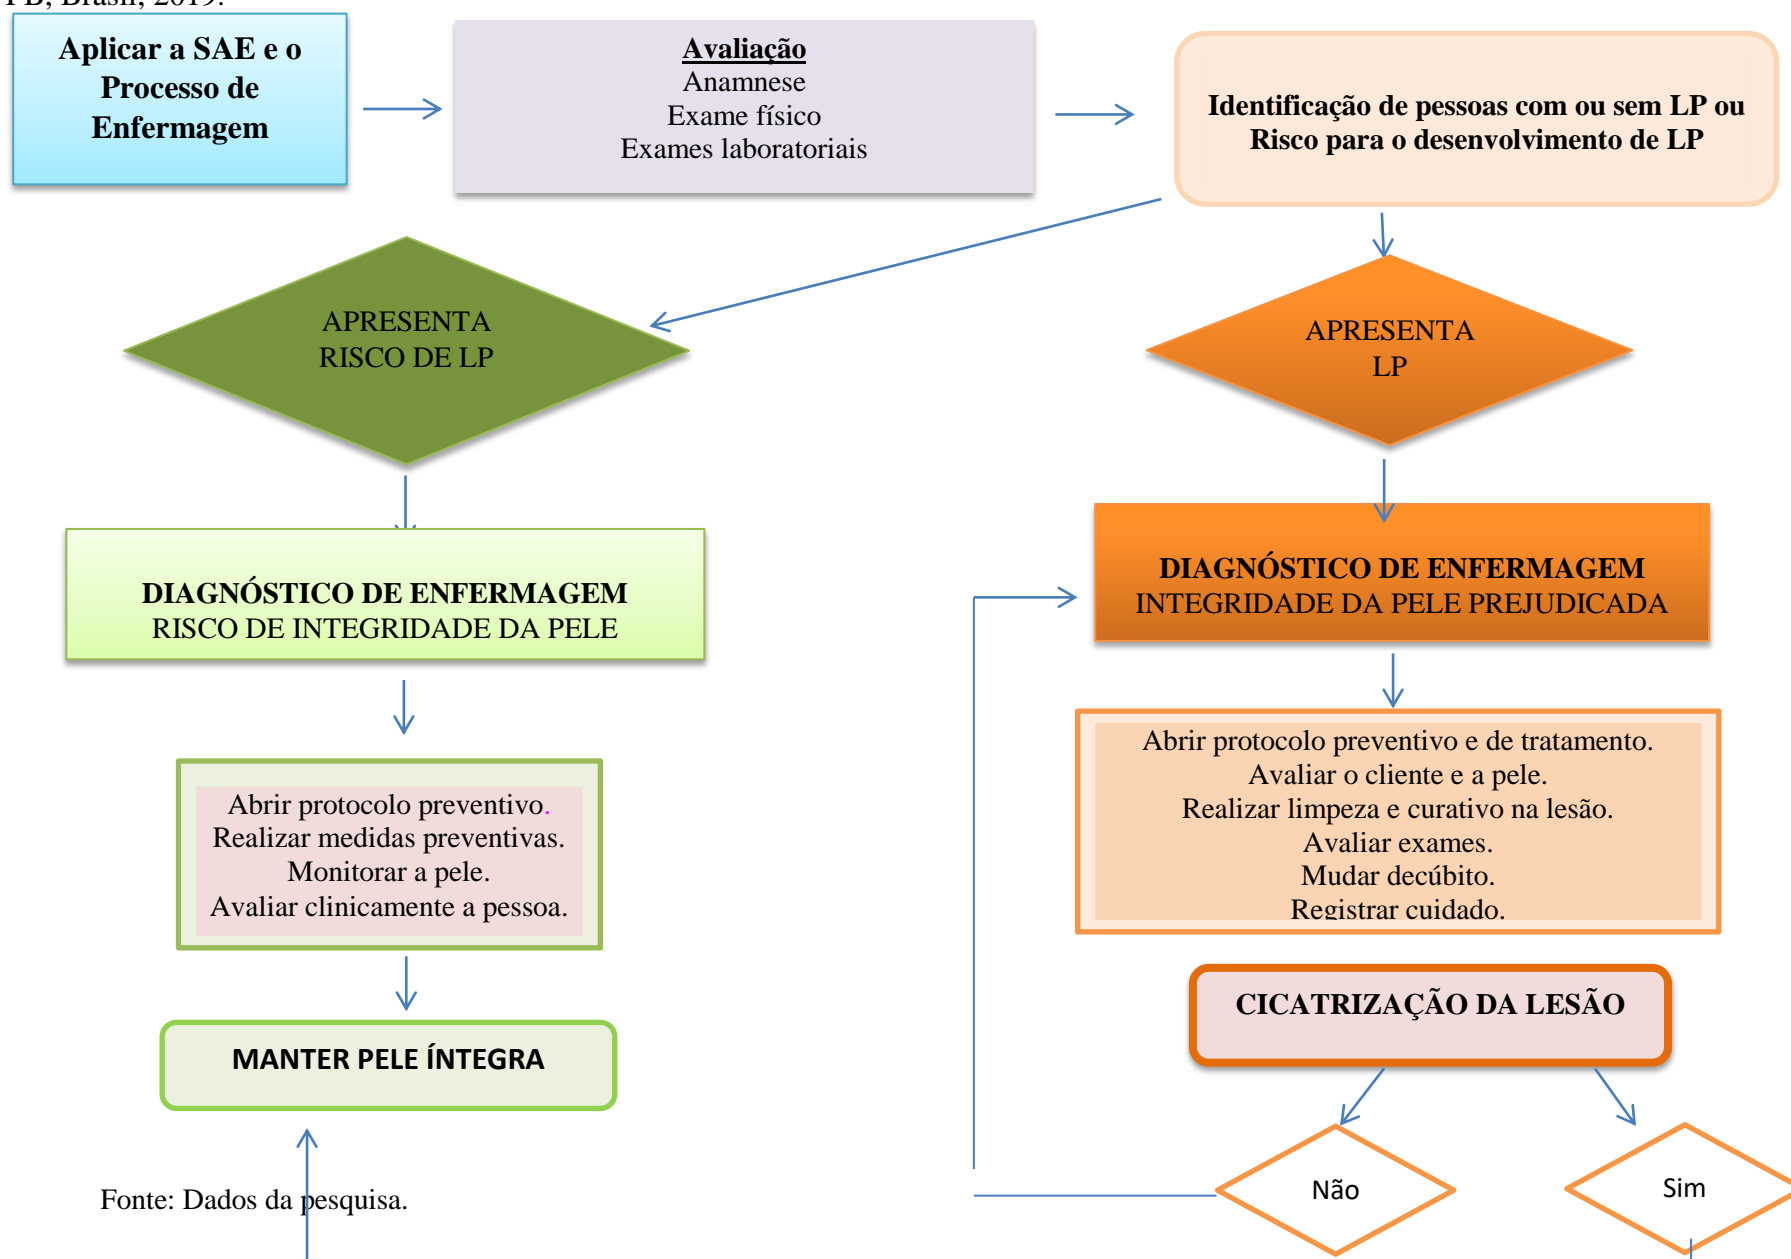 PB, Brasil, 2019.
Aplicar a SAE e o
Processo de
Enfermagem
Avaliação
Anamnese
Exame físico
Exames laboratoriais
Identificação de pessoas com ou sem LP ou
Risco para o desenvolvimento de LP
APRESENTA
RISCO DE LP
APRESENTA
LP
DIAGNÓSTICO DE ENFERMAGEM
RISCO DE INTEGRIDADE DA PELE
DIAGNÓSTICO DE ENFERMAGEM
INTEGRIDADE DA PELE PREJUDICADA
Abrir protocolo preventivo.
Realizar medidas preventivas.
Monitorar a pele.
Avaliar clinicamente a pessoa.
Abrir protocolo preventivo e de tratamento.
Avaliar o cliente e a pele.
Realizar limpeza e curativo na lesão.
Avaliar exames.
Mudar decúbito.
Registrar cuidado.
MANTER PELE ÍNTEGRA
CICATRIZAÇÃO DA LESÃO
Não
Sim
Fonte: Dados da pesquisa.